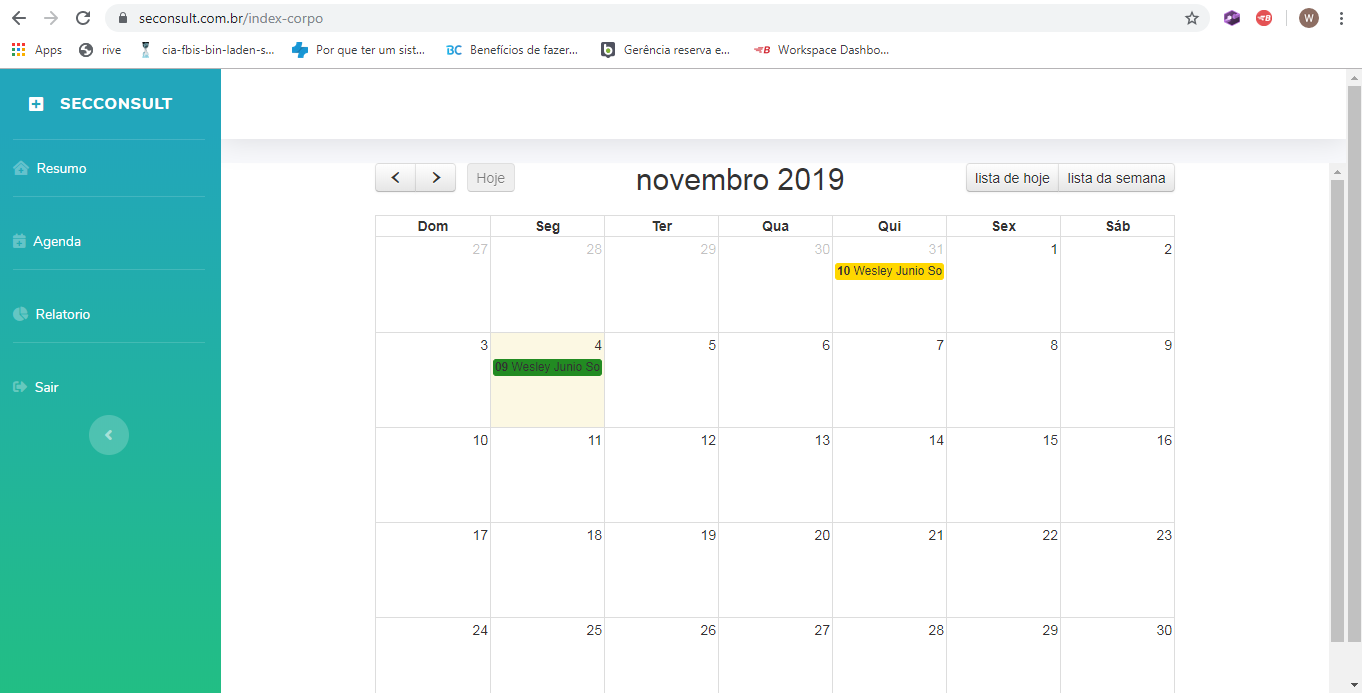 seconsult.com.br/index-corpo
W
Apps rive cia-fbis-bin-laden-s... Por que ter um sist... BC Benefícios de fazer... Gerência reserva e... Workspace Dashbo...
SECCONSULT
Resumo
Agenda
Relatorio
Sair
Hoje
novembro 2019
lista de hoje lista da semana
Dom Seg Ter Qua Qui Sex Sáb
27 28 29 30 31 1 2
10 Wesley Junio So
3 4 5 6 7 8 9
09 Wesley Junio So
10 11 12 13 14 15 16
17 18 19 20 21 22 23
24 25 26 27 28 29 30